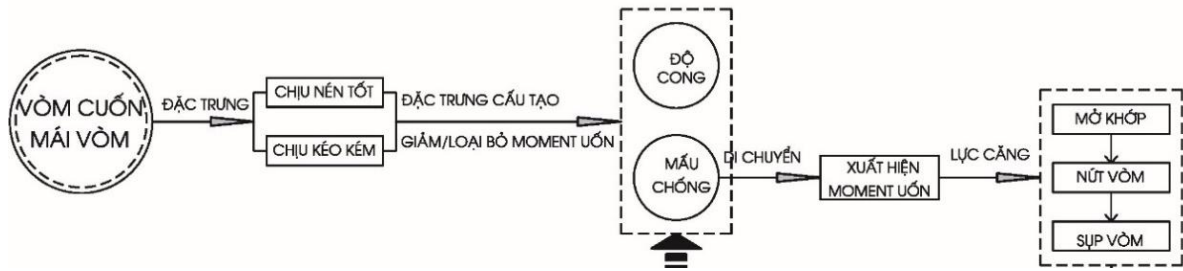 VÒM CUỐN
MÁI VÒM
ĐẶC TRƯNG
CHỊU NÉN TỐT
CHỊU KÉO KÉM
ĐẶC TRƯNG CẤU TẠO
GIẢM/LOẠI BỎ MOMENT UỐN
ĐỘ
CONG
MẤU
CHỐNG
DI CHUYỂN
XUẤT HIỆN
MOMENT UỐN
LỰC CĂNG
MỞ KHỚP
NỨT VÒM
SỤP VÒM